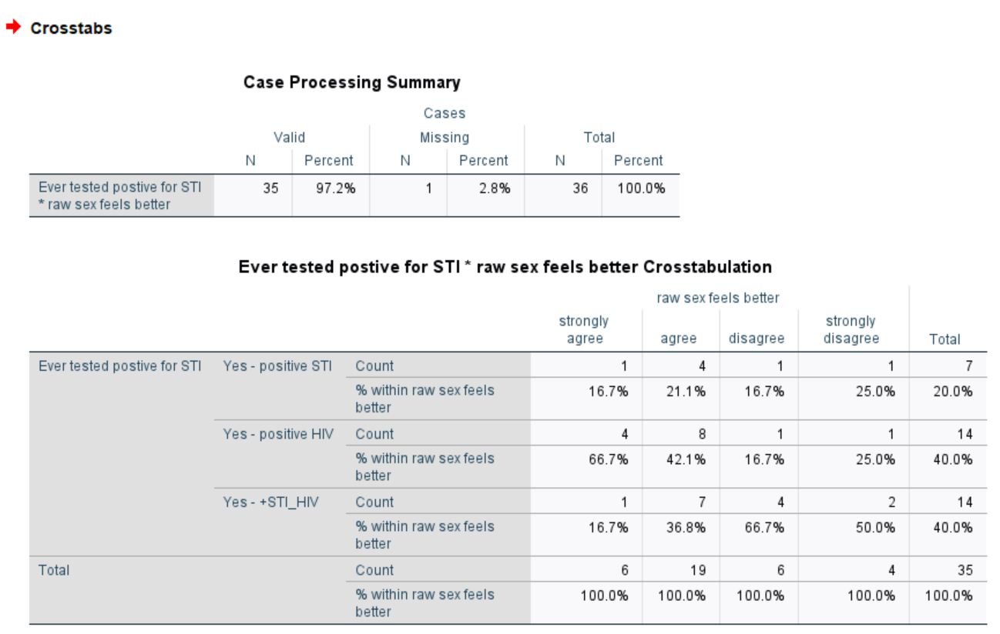 Crosstabs
Case Processing Summary
Cases
Valid Missing Total
N Percent N Percent N Percent
Ever tested postive for STI
* raw sex feels better
35 97.2% 1 2.8% 36 100.0%
Ever tested postive for STI * raw sex feels better Crosstabulation
raw sex feels better
strongly
agree
agree disagree
strongly
disagree
Total
Ever tested postive for STI Yes - positive STI Count 1 4 1 1 7
% within raw sex feels
better
16.7% 21.1% 16.7% 25.0% 20.0%
Yes - positive HIV Count 4 8 1 1 14
% within raw sex feels
better
66.7% 42.1% 16.7% 25.0% 40.0%
Yes - +STI_HIV Count 1 7 4 2 14
% within raw sex feels
better
16.7% 36.8% 66.7% 50.0% 40.0%
Total Count 6 19 6 4 35
% within raw sex feels
better
100.0% 100.0% 100.0% 100.0% 100.0%